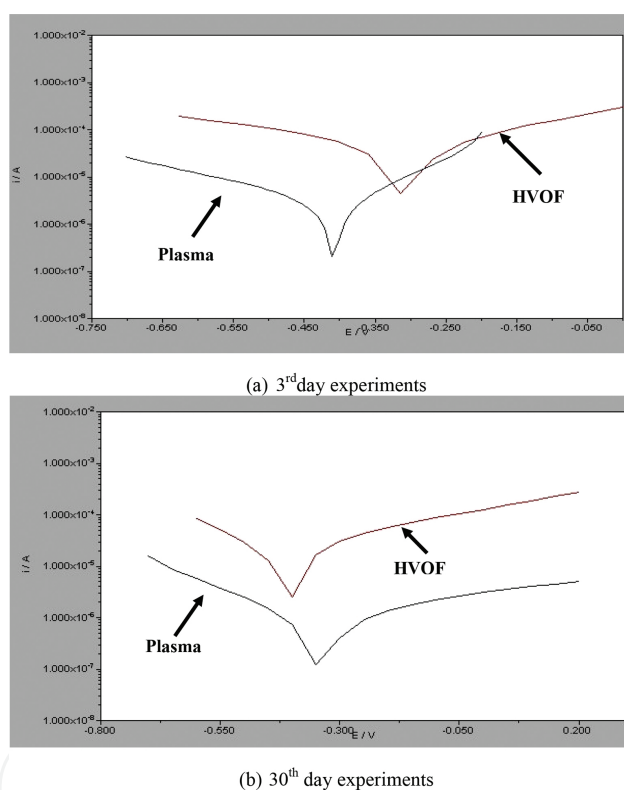 1.000x10-2
1.000x10-3
1.000x10-4
1.000x10-5
1.000x10-6
1.000x10-7
1.000x10-8
i / A
HVOF
Plasma
-0.750 -0.650 -0.550 -0.450 -0.350 -0.250 -0.150 -0.050
E / V
(a) 3rd day experiments
1.000x10-2
1.000x10-3
1.000x10-4
1.000x10-5
1.000x10-6
1.000x10-7
1.000x10-8
i / A
HVOF
Plasma
-0.800 -0.550 -0.300 -0.050 0.200
E / V
(b) 30th day experiments